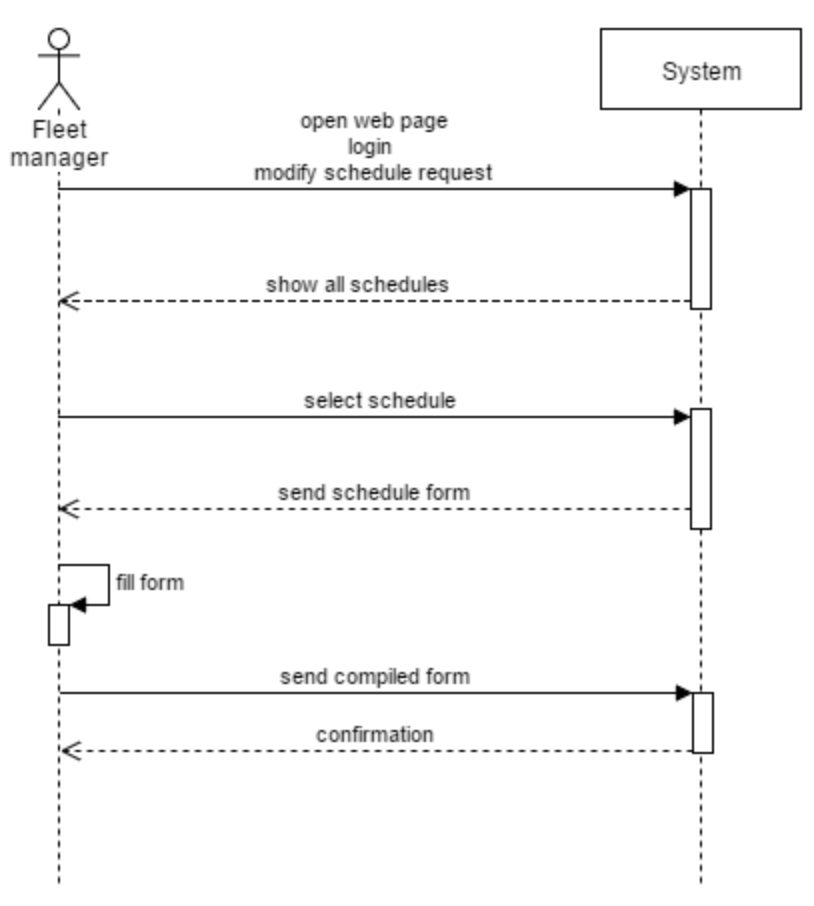 System
Fleet
manager
open web page
login
modify schedule request
show all schedules
select schedule
send schedule form
fill form
send compiled form
confirmation